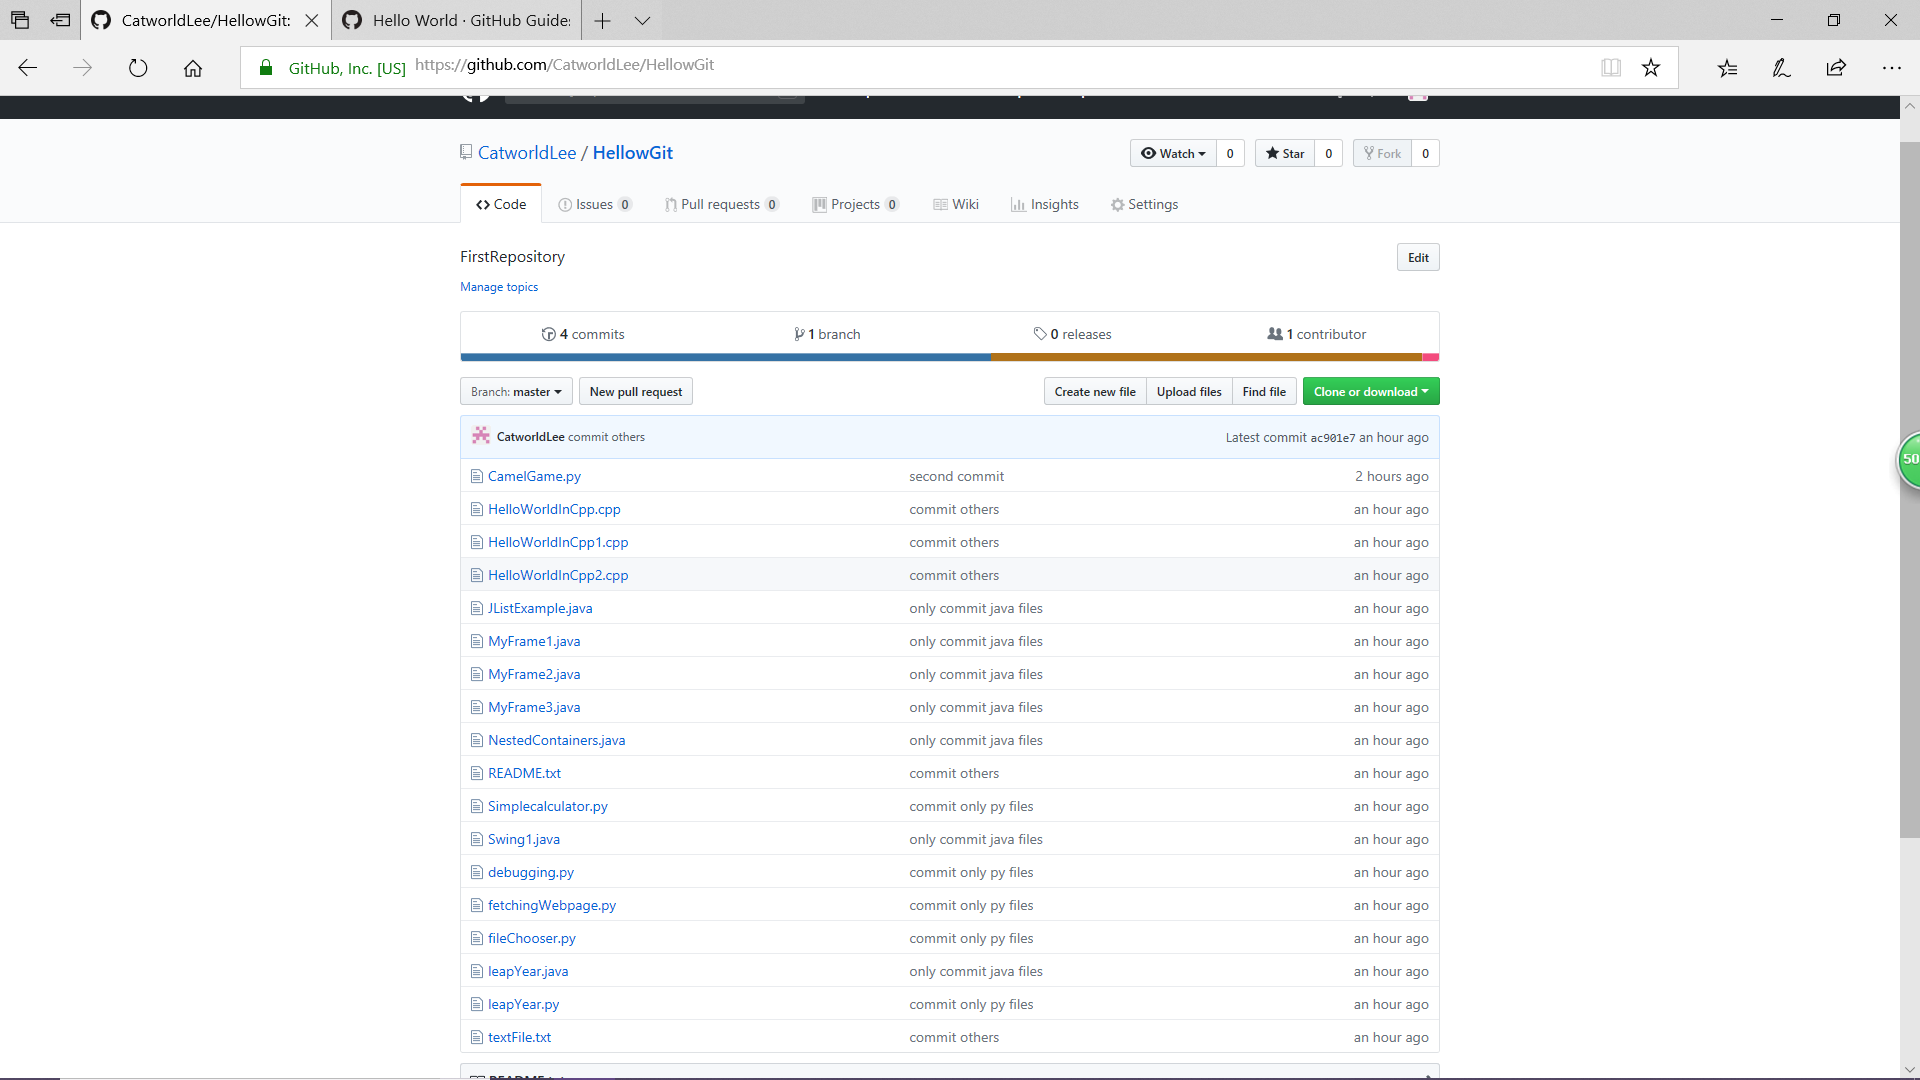 CatworldLee/HellowGit:
Hello World · GitHub Guide
GitHub, Inc. [US] https://github.com/CatworldLee/HellowGit
CatworldLee / HellowGit
Watch 0 Star 0 Fork 0
Code Issues 0 Pull requests 0 Projects 0 Wiki Insights Settings
FirstRepository
Edit
Manage topics
4 commits 1 branch 0 releases 1 contributor
Branch: master New pull request Create new file Upload files Find file Clone or download
CatworldLee commit others Latest commit ac901e7 an hour ago
CamelGame.py second commit 2 hours ago
HelloWorldInCpp.cpp commit others an hour ago
HelloWorldInCpp1.cpp commit others an hour ago
HelloWorldInCpp2.cpp commit others an hour ago
JListExample.java only commit java files an hour ago
MyFrame1.java only commit java files an hour ago
MyFrame2.java only commit java files an hour ago
MyFrame3.java only commit java files an hour ago
NestedContainers.java only commit java files an hour ago
README.txt commit others an hour ago
Simplecalculator.py commit only py files an hour ago
Swing1.java only commit java files an hour ago
debugging.py commit only py files an hour ago
fetchingWebpage.py commit only py files an hour ago
fileChooser.py commit only py files an hour ago
leapYear.java only commit java files an hour ago
leapYear.py commit only py files an hour ago
textFile.txt commit others an hour ago
50